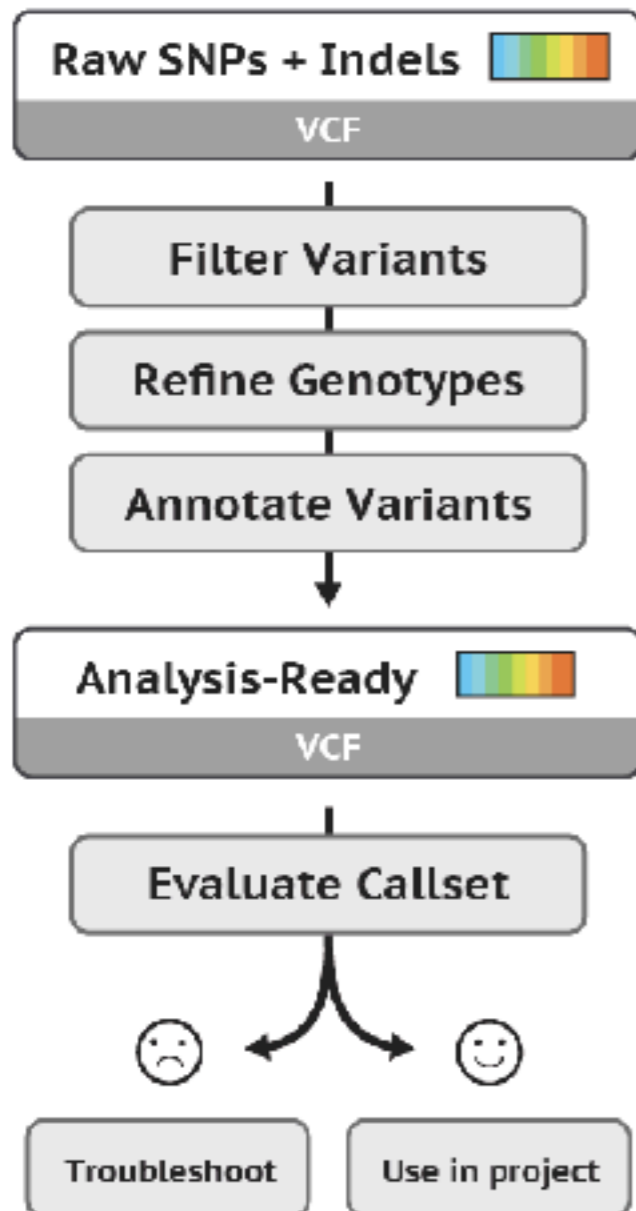 Raw SNPs + Indels
VCF
Filter Variants
Refine Genotypes
Annotate Variants
Analysis-Ready
VCF
Evaluate Callset
Troubleshoot
Use in project